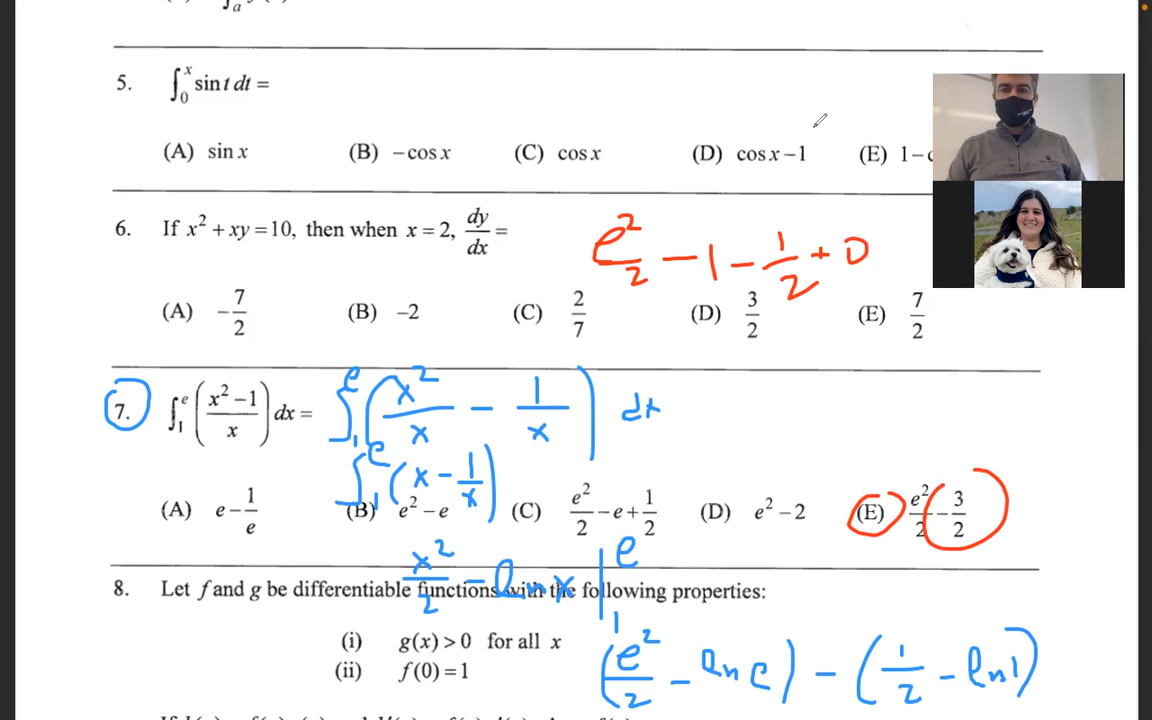 a
5. ∫₀ˣ sin t dt =
(A) sin x (B) −cos x (C) cos x (D) cos x − 1 (E) 1−c
6. If x² + xy = 10, then when x = 2, dy/dx =
e²/2 − 1 − 1/2 + 0
(A) −7/2 (B) −2 (C) 2/7 (D) 3/2 (E) 7/2
7. ∫₁ᵉ ((x² − 1)/x) dx = ∫₁ᵉ (x²/x − 1/x) dx
∫₁ᵉ (x − 1/x)
(A) e − 1/e (B) e² − e (C) e²/2 − e + 1/2 (D) e² − 2 (E) e²/2 − 3/2
x²/2 − ln x |₁ᵉ
8. Let f and g be differentiable functions with the following properties:
(i) g(x) > 0 for all x
(ii) f(0) = 1
(e²/2 − ln e) − (1/2 − ln 1)